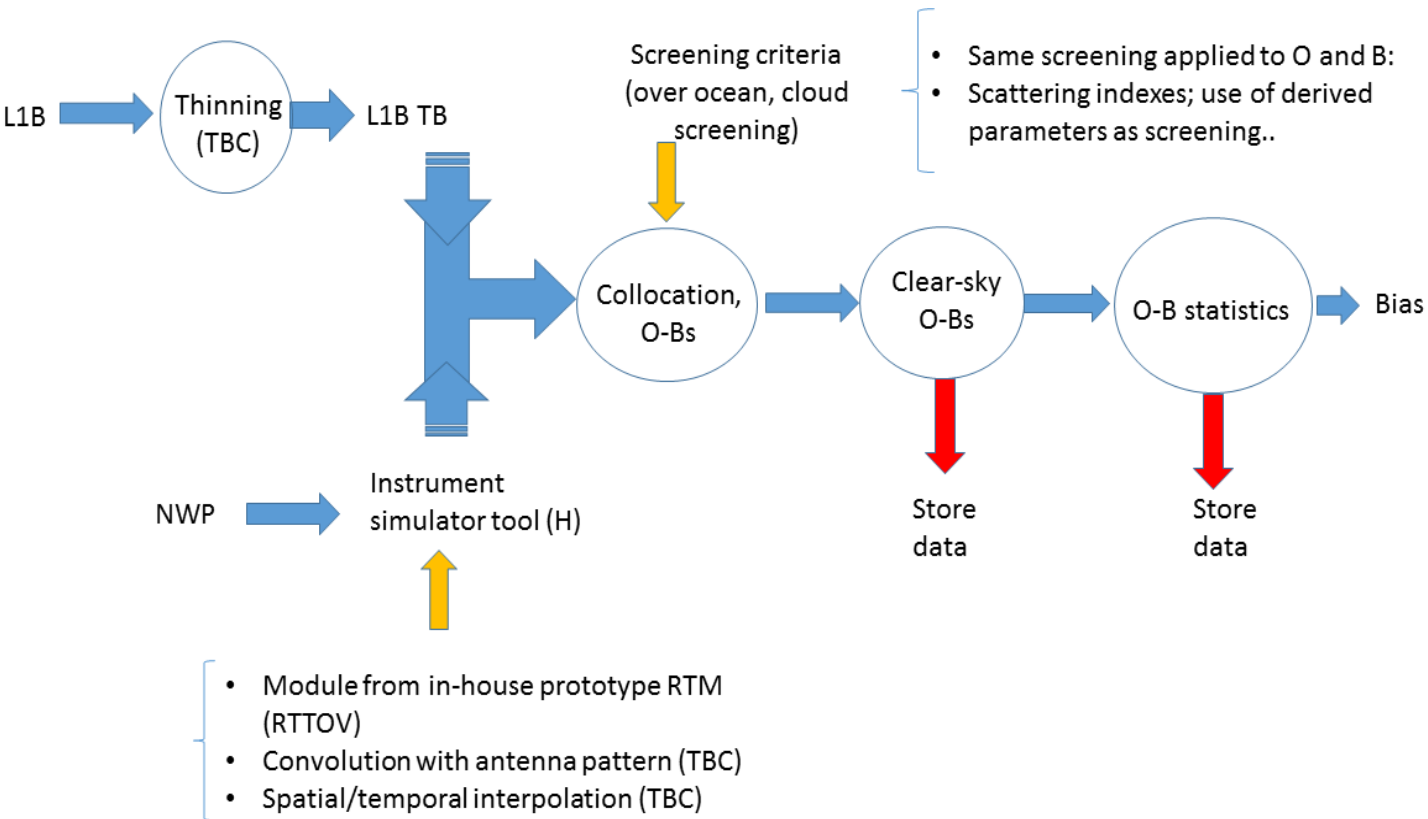 L1B
Thinning
(TBC)
L1B TB
Screening criteria
(over ocean, cloud
screening)
• Same screening applied to O and B:
• Scattering indexes; use of derived
parameters as screening..
Collocation,
O-Bs
Clear-sky
O-Bs
O-B statistics
Bias
NWP
Instrument
simulator tool (H)
Store
data
Store
data
• Module from in-house prototype RTM
(RTTOV)
• Convolution with antenna pattern (TBC)
• Spatial/temporal interpolation (TBC)